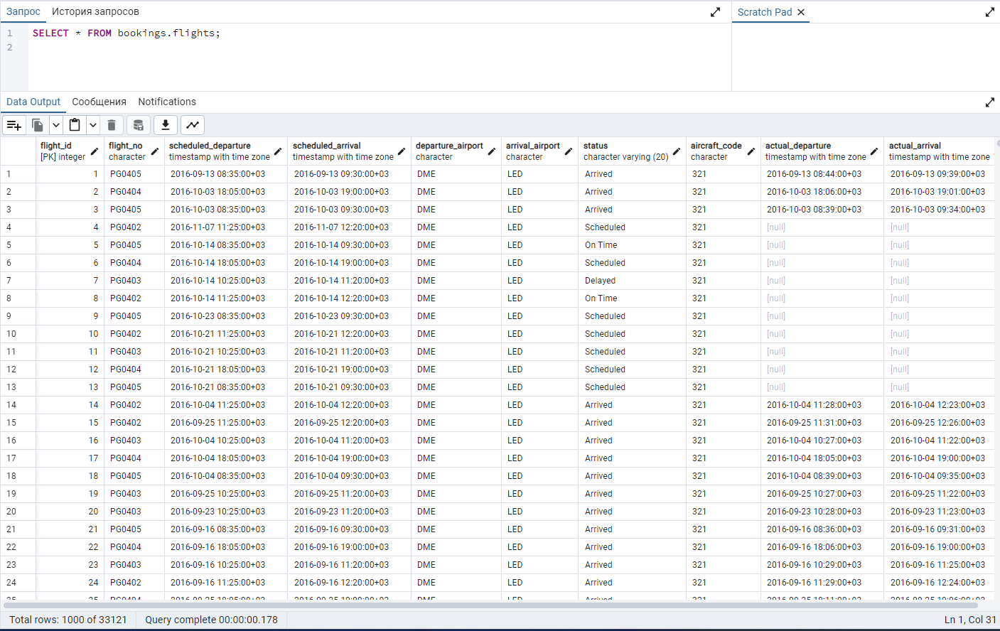 Запрос История запросов Scratch Pad
1 SELECT * FROM bookings.flights;
2
Data Output Сообщения Notifications
flight_id flight_no scheduled_departure scheduled_arrival departure_airport arrival_airport status aircraft_code actual_departure actual_arrival
[PK] integer character timestamp with time zone timestamp with time zone character character character varying (20) character timestamp with time zone timestamp with time zone
1 1 PG0405 2016-09-13 08:35:00+03 2016-09-13 09:30:00+03 DME LED Arrived 321 2016-09-13 08:44:00+03 2016-09-13 09:39:00+03
2 2 PG0404 2016-10-03 18:05:00+03 2016-10-03 19:00:00+03 DME LED Arrived 321 2016-10-03 18:06:00+03 2016-10-03 19:01:00+03
3 3 PG0405 2016-10-03 08:35:00+03 2016-10-03 09:30:00+03 DME LED Arrived 321 2016-10-03 08:39:00+03 2016-10-03 09:34:00+03
4 4 PG0402 2016-11-07 11:25:00+03 2016-11-07 12:20:00+03 DME LED Scheduled 321 [null] [null]
5 5 PG0405 2016-10-14 08:35:00+03 2016-10-14 09:30:00+03 DME LED On Time 321 [null] [null]
6 6 PG0404 2016-10-14 18:05:00+03 2016-10-14 19:00:00+03 DME LED Scheduled 321 [null] [null]
7 7 PG0403 2016-10-14 10:25:00+03 2016-10-14 11:20:00+03 DME LED Delayed 321 [null] [null]
8 8 PG0402 2016-10-14 11:25:00+03 2016-10-14 12:20:00+03 DME LED On Time 321 [null] [null]
9 9 PG0405 2016-10-23 08:35:00+03 2016-10-23 09:30:00+03 DME LED Scheduled 321 [null] [null]
10 10 PG0402 2016-10-21 11:25:00+03 2016-10-21 12:20:00+03 DME LED Scheduled 321 [null] [null]
11 11 PG0403 2016-10-21 10:25:00+03 2016-10-21 11:20:00+03 DME LED Scheduled 321 [null] [null]
12 12 PG0404 2016-10-21 18:05:00+03 2016-10-21 19:00:00+03 DME LED Scheduled 321 [null] [null]
13 13 PG0405 2016-10-21 08:35:00+03 2016-10-21 09:30:00+03 DME LED Scheduled 321 [null] [null]
14 14 PG0402 2016-10-04 11:25:00+03 2016-10-04 12:20:00+03 DME LED Arrived 321 2016-10-04 11:28:00+03 2016-10-04 12:23:00+03
15 15 PG0402 2016-09-25 11:25:00+03 2016-09-25 12:20:00+03 DME LED Arrived 321 2016-09-25 11:31:00+03 2016-09-25 12:26:00+03
16 16 PG0403 2016-10-04 10:25:00+03 2016-10-04 11:20:00+03 DME LED Arrived 321 2016-10-04 10:27:00+03 2016-10-04 11:22:00+03
17 17 PG0404 2016-10-04 18:05:00+03 2016-10-04 19:00:00+03 DME LED Arrived 321 2016-10-04 18:05:00+03 2016-10-04 19:00:00+03
18 18 PG0405 2016-10-04 08:35:00+03 2016-10-04 09:30:00+03 DME LED Arrived 321 2016-10-04 08:39:00+03 2016-10-04 09:35:00+03
19 19 PG0403 2016-09-25 10:25:00+03 2016-09-25 11:20:00+03 DME LED Arrived 321 2016-09-25 10:27:00+03 2016-09-25 11:22:00+03
20 20 PG0403 2016-09-23 10:25:00+03 2016-09-23 11:20:00+03 DME LED Arrived 321 2016-09-23 10:28:00+03 2016-09-23 11:23:00+03
21 21 PG0405 2016-09-16 08:35:00+03 2016-09-16 09:30:00+03 DME LED Arrived 321 2016-09-16 08:36:00+03 2016-09-16 09:31:00+03
22 22 PG0404 2016-09-16 18:05:00+03 2016-09-16 19:00:00+03 DME LED Arrived 321 2016-09-16 18:06:00+03 2016-09-16 19:00:00+03
23 23 PG0403 2016-09-16 10:25:00+03 2016-09-16 11:20:00+03 DME LED Arrived 321 2016-09-16 10:29:00+03 2016-09-16 11:25:00+03
24 24 PG0402 2016-09-16 11:25:00+03 2016-09-16 12:20:00+03 DME LED Arrived 321 2016-09-16 11:29:00+03 2016-09-16 12:24:00+03
Total rows: 1000 of 33121 Query complete 00:00:00.178 Ln 1, Col 31